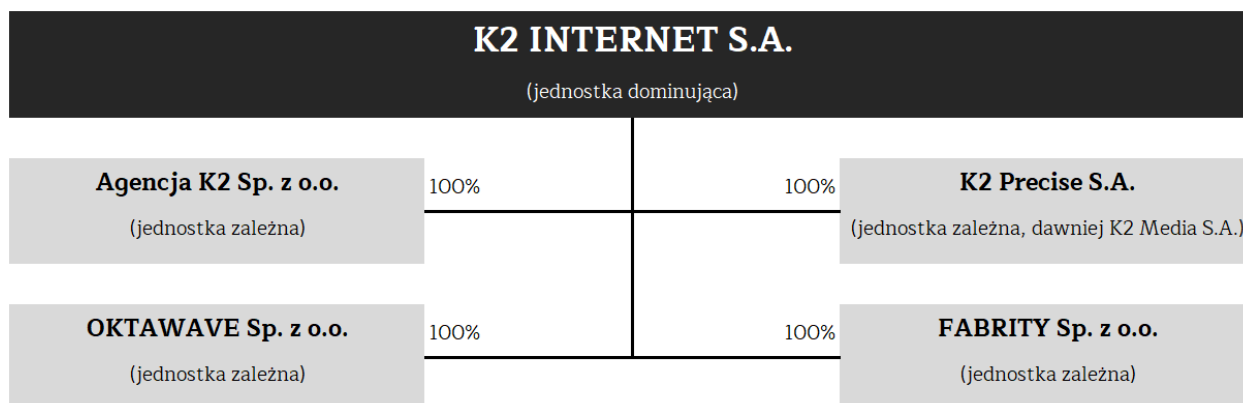 K2 INTERNET S.A.
(jednostka dominująca)
Agencja K2 Sp. z o.o.
(jednostka zależna)
100%
100%
K2 Precise S.A.
(jednostka zależna, dawniej K2 Media S.A.)
OKTAWAVE Sp. z o.o.
(jednostka zależna)
100%
100%
FABRITY Sp. z o.o.
(jednostka zależna)